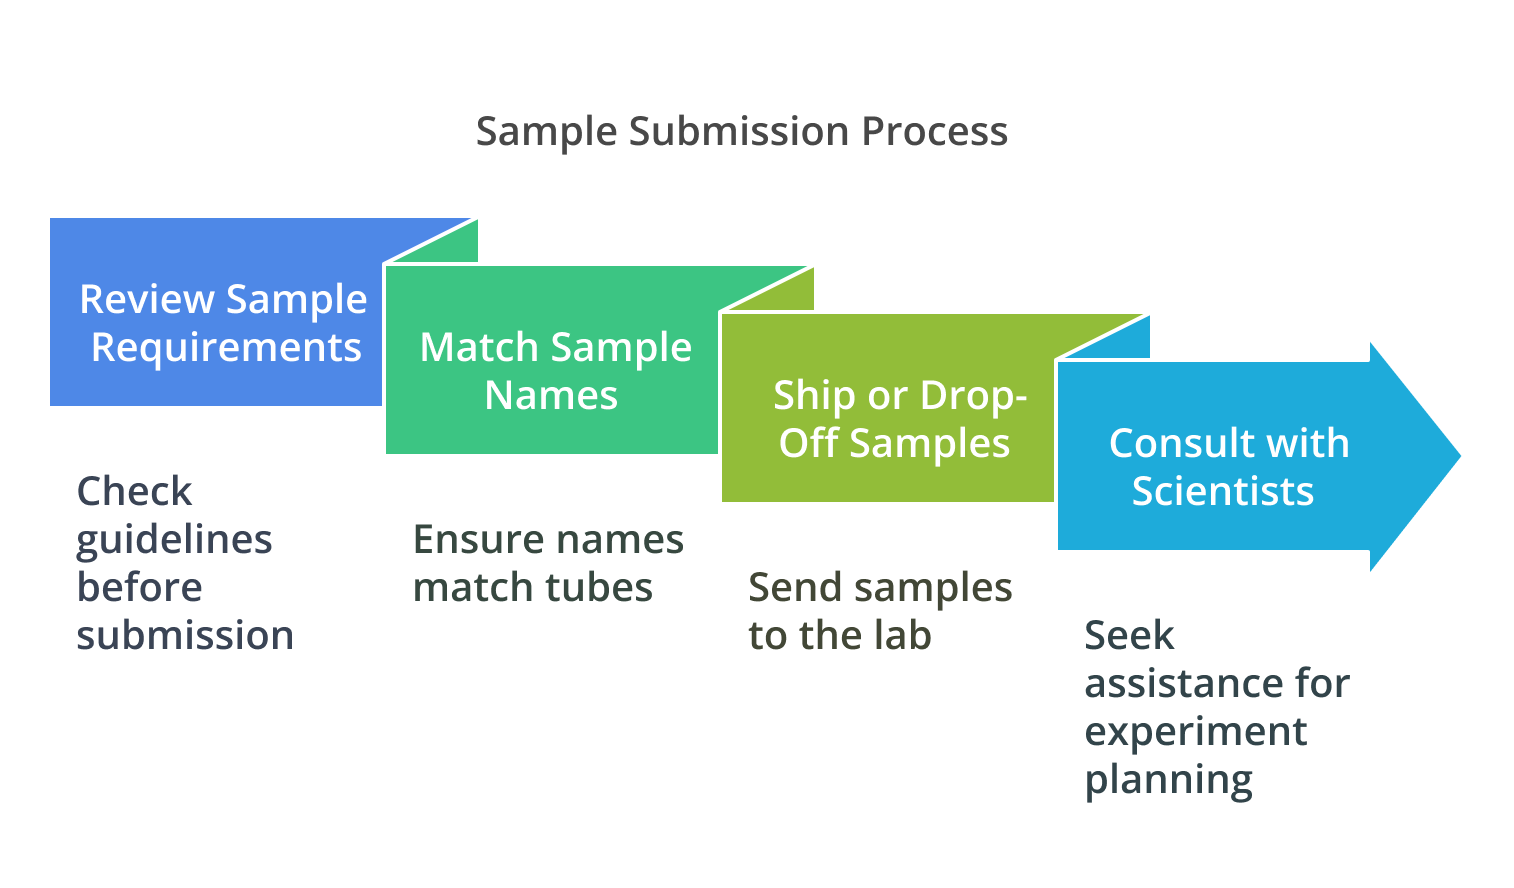 Sample Submission Process
Review Sample
Requirements
Check
guidelines
before
submission
Match Sample
Names
Ensure names
match tubes
Ship or Drop-
Off Samples
Send samples
to the lab
Consult with
Scientists
Seek
assistance for
experiment
planning